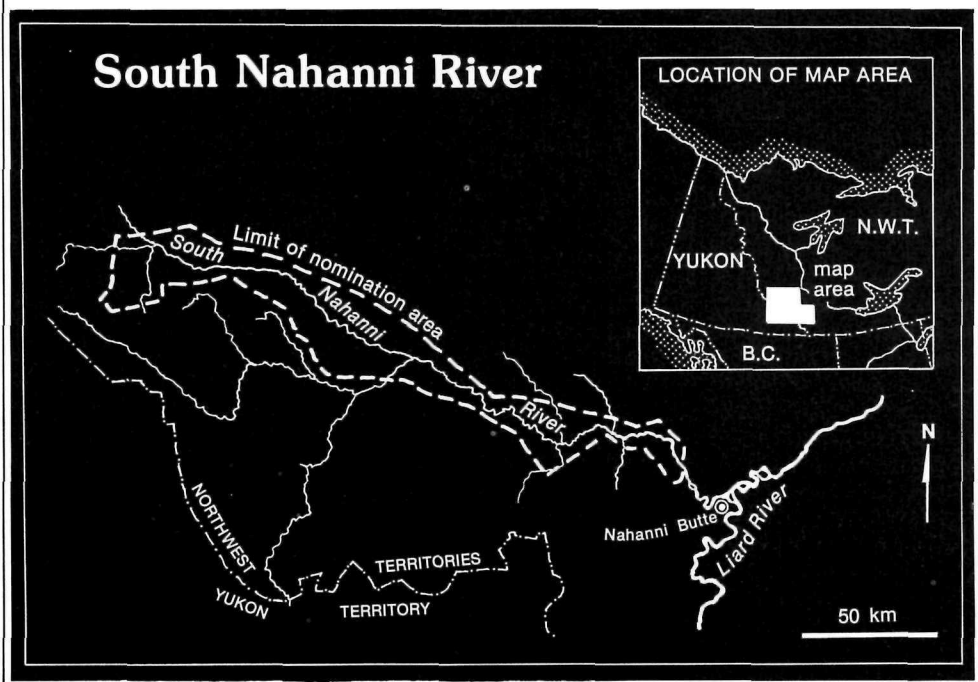 South Nahanni River
LOCATION OF MAP AREA
N.W.T.
YUKON
map
area
B.C.
Limit of nomination area
South
Nahanni
River
N
Nahanni Butte
Liard River
NORTHWEST
TERRITORIES
YUKON
TERRITORY
50 km